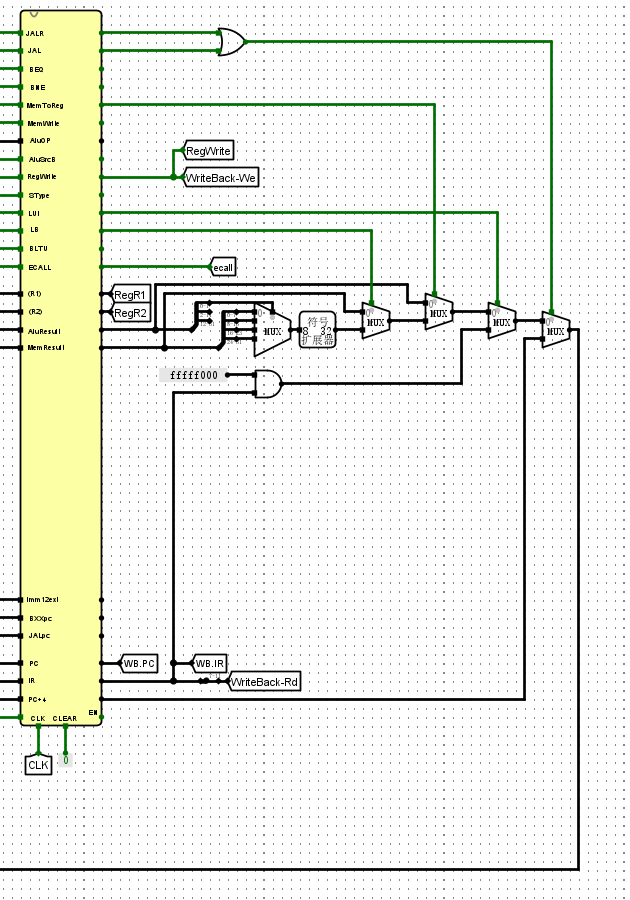 JALR
JAL
BEQ
BNE
MemToReg
MemWrite
AluOP
AluSrcB
RegWrite
RegWrite
WriteBack-We
SType
LUI
LB
BLTU
ECALL
ecall
(R1)
RegR1
(R2)
RegR2
AluResult
MemResult
MUX
符号
8 32
扩展器
MUX
MUX
MUX
MUX
fffff000
Imm12ext
BXXpc
JALpc
PC
WB.PC
WB.IR
IR
WriteBack-Rd
PC+4
EN
CLK CLEAR
CLK
0